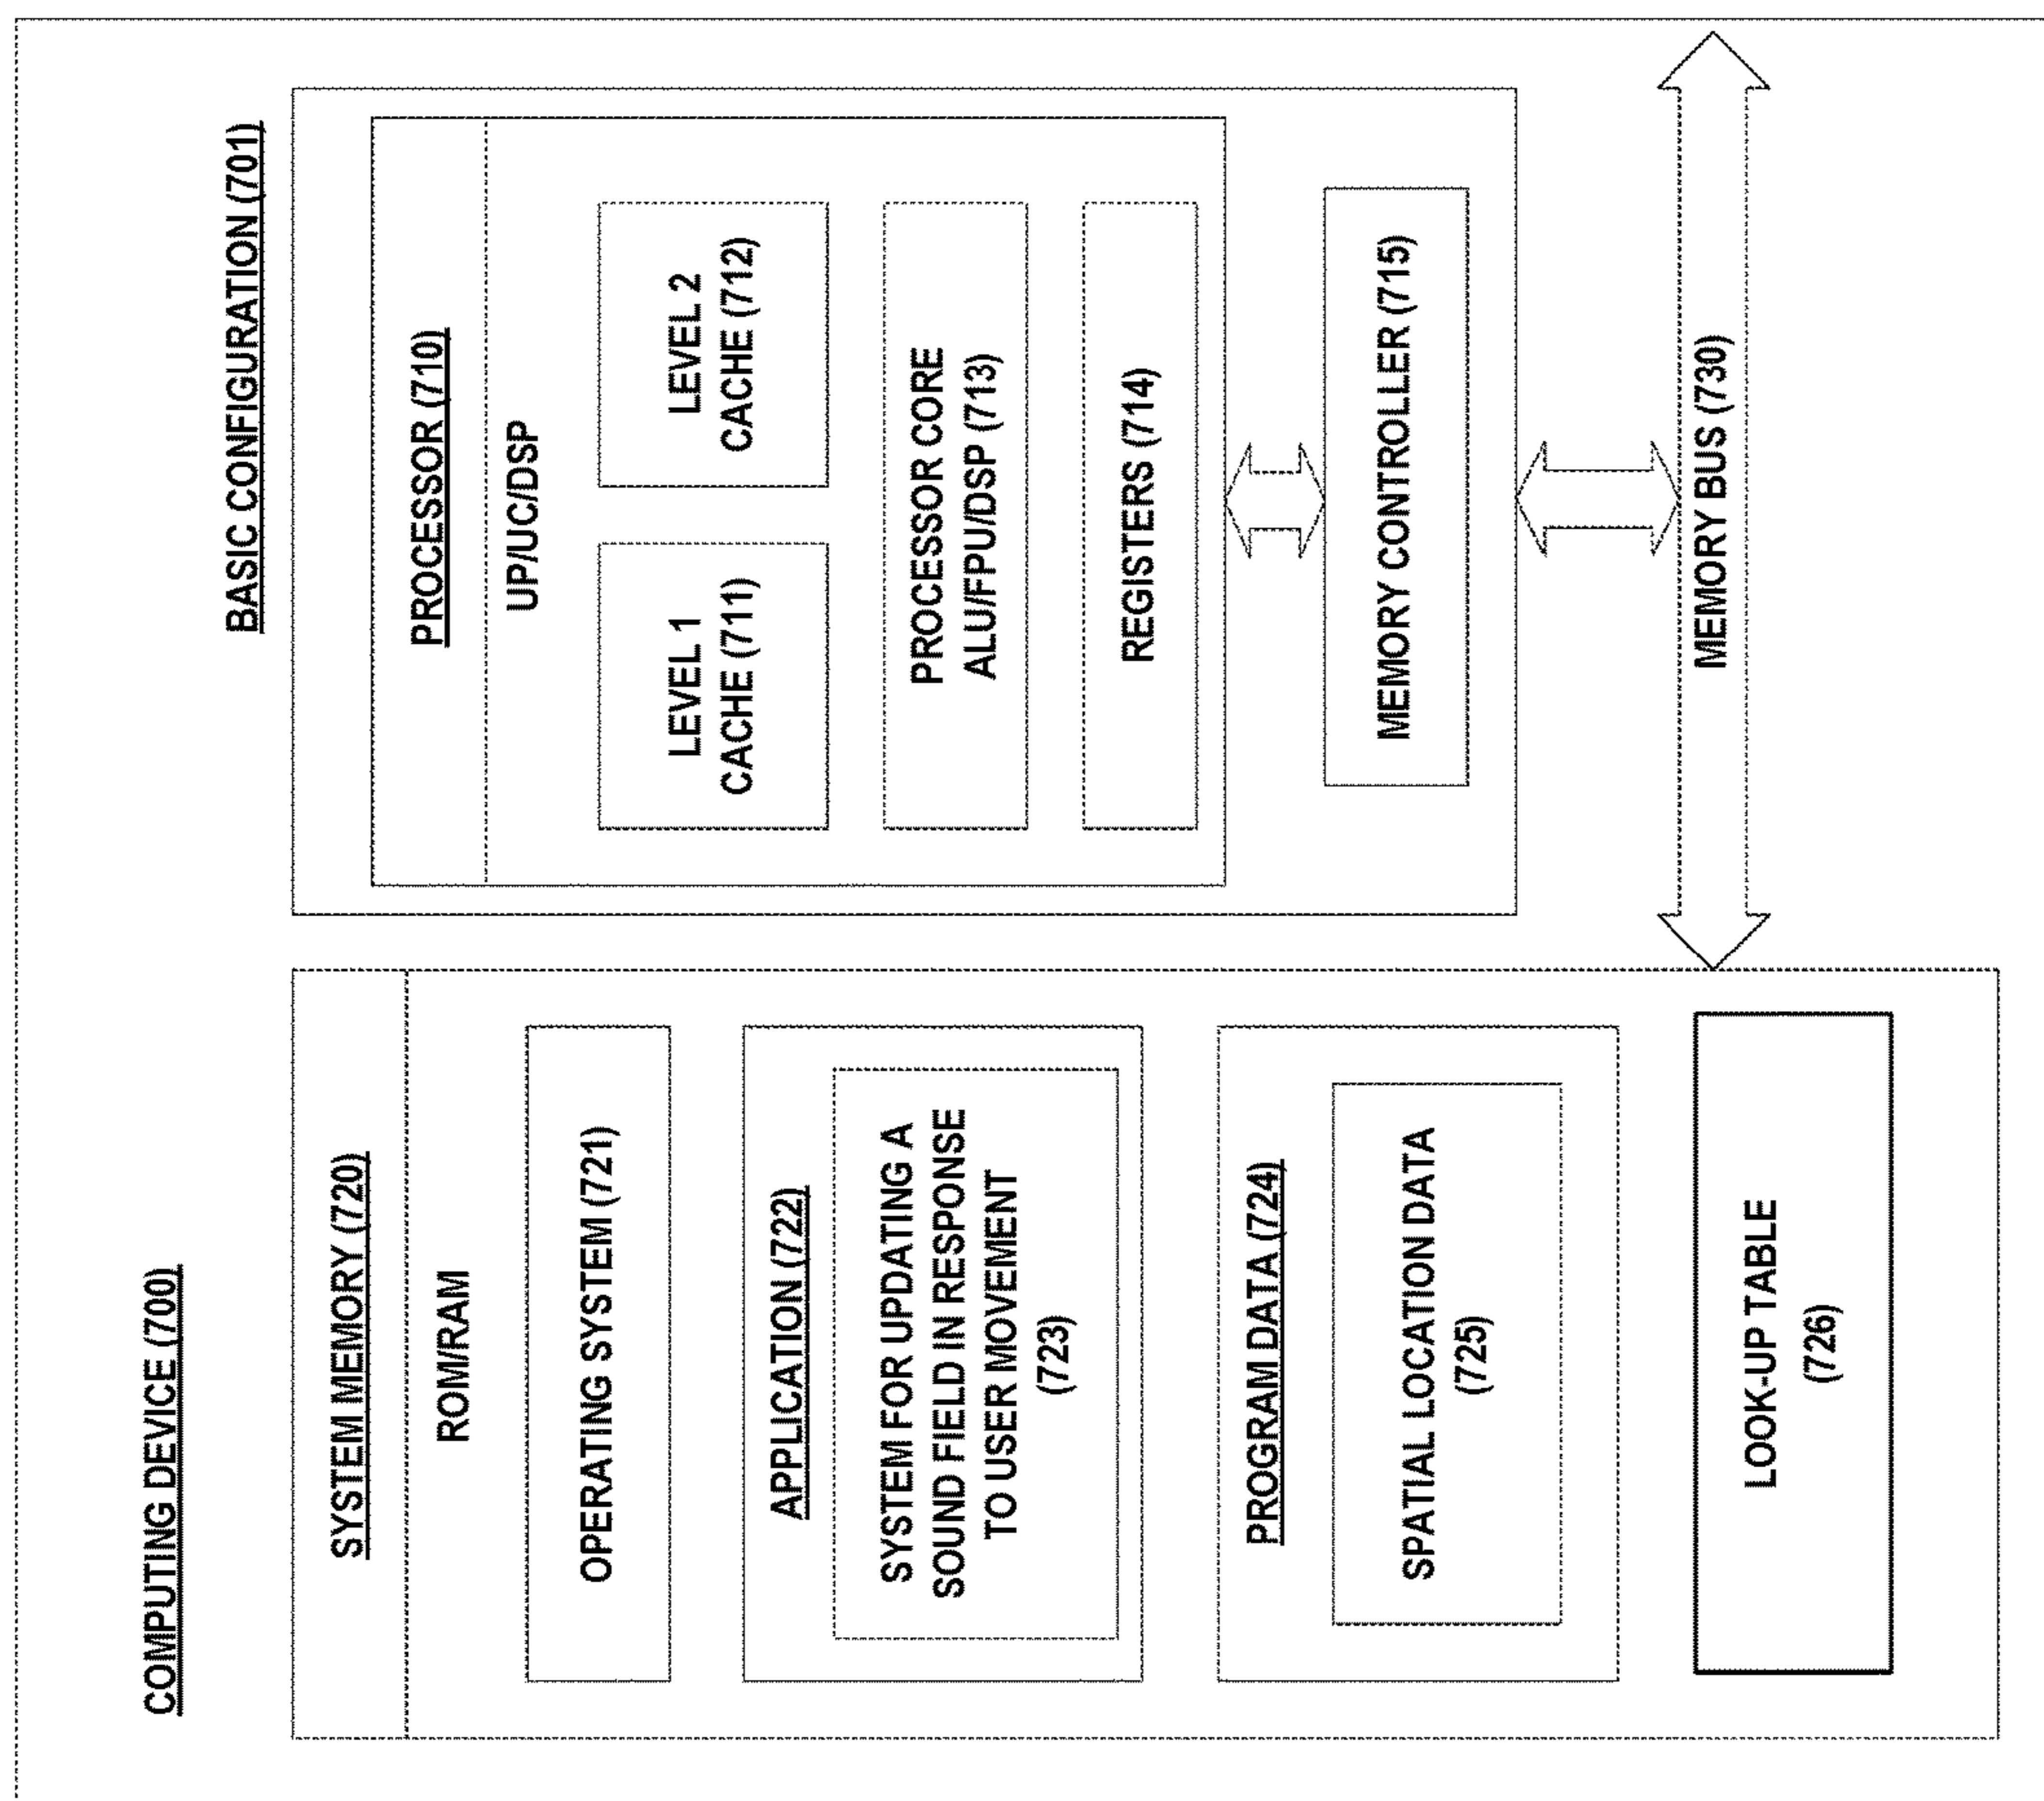 COMPUTING DEVICE (700)
SYSTEM MEMORY (720)
ROM/RAM
OPERATING SYSTEM (721)
APPLICATION (722)
SYSTEM FOR UPDATING A
SOUND FIELD IN RESPONSE
TO USER MOVEMENT
(723)
PROGRAM DATA (724)
SPATIAL LOCATION DATA
(725)
LOOK-UP TABLE
(726)
BASIC CONFIGURATION (701)
PROCESSOR (710)
UP/UC/DSP
LEVEL 1
CACHE (711)
LEVEL 2
CACHE (712)
PROCESSOR CORE
ALU/FPU/DSP (713)
REGISTERS (714)
MEMORY CONTROLLER (715)
MEMORY BUS (730)